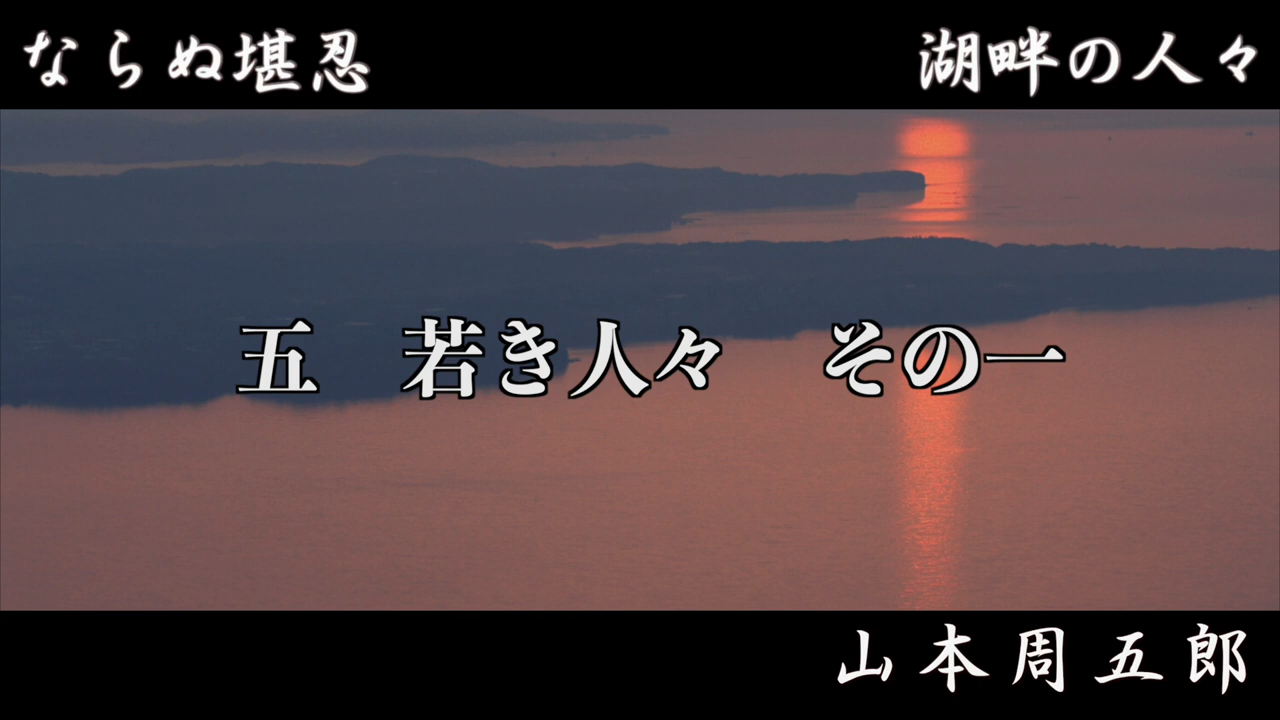 ならぬ堪忍
湖畔の人々
五　若き人々　その一
山本周五郎